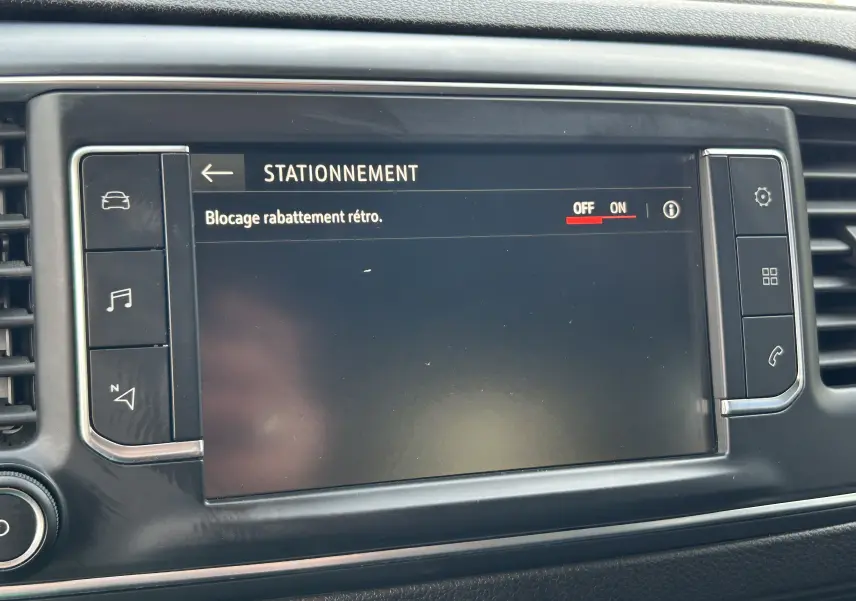 STATIONNEMENT
Blocage rabattement rétro. OFF ON
N